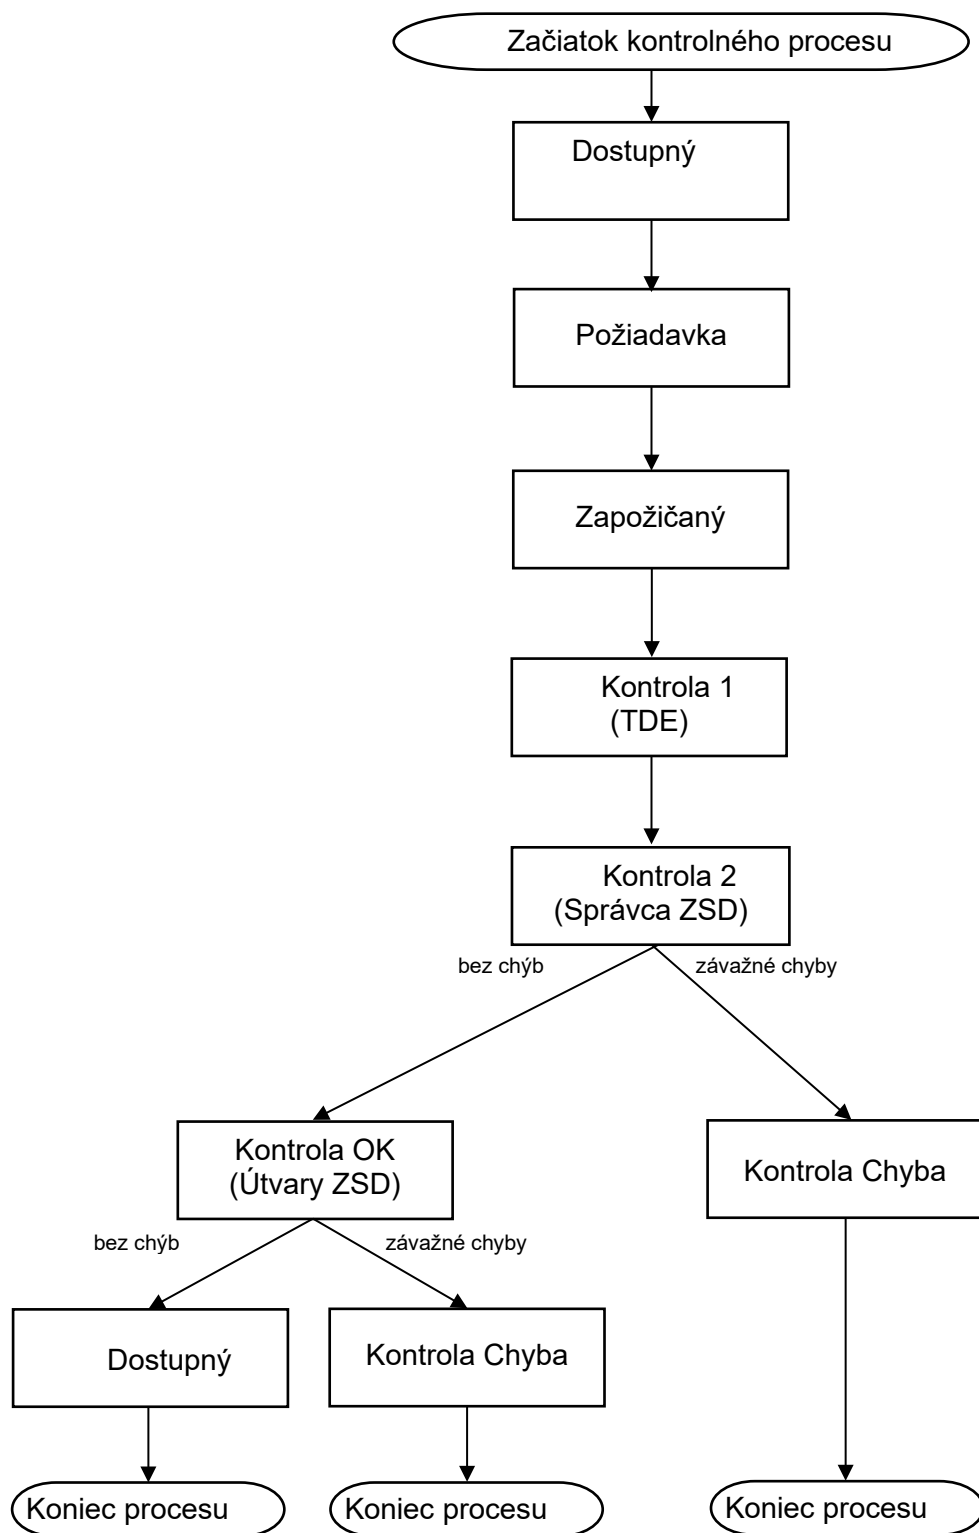 Začiatok kontrolného procesu
Dostupný
Požiadavka
Zapožičaný
Kontrola 1
(TDE)
Kontrola 2
(Správca ZSD)
bez chýb
závažné chyby
Kontrola OK
(Útvary ZSD)
Kontrola Chyba
bez chýb
závažné chyby
Dostupný
Kontrola Chyba
Koniec procesu
Koniec procesu
Koniec procesu